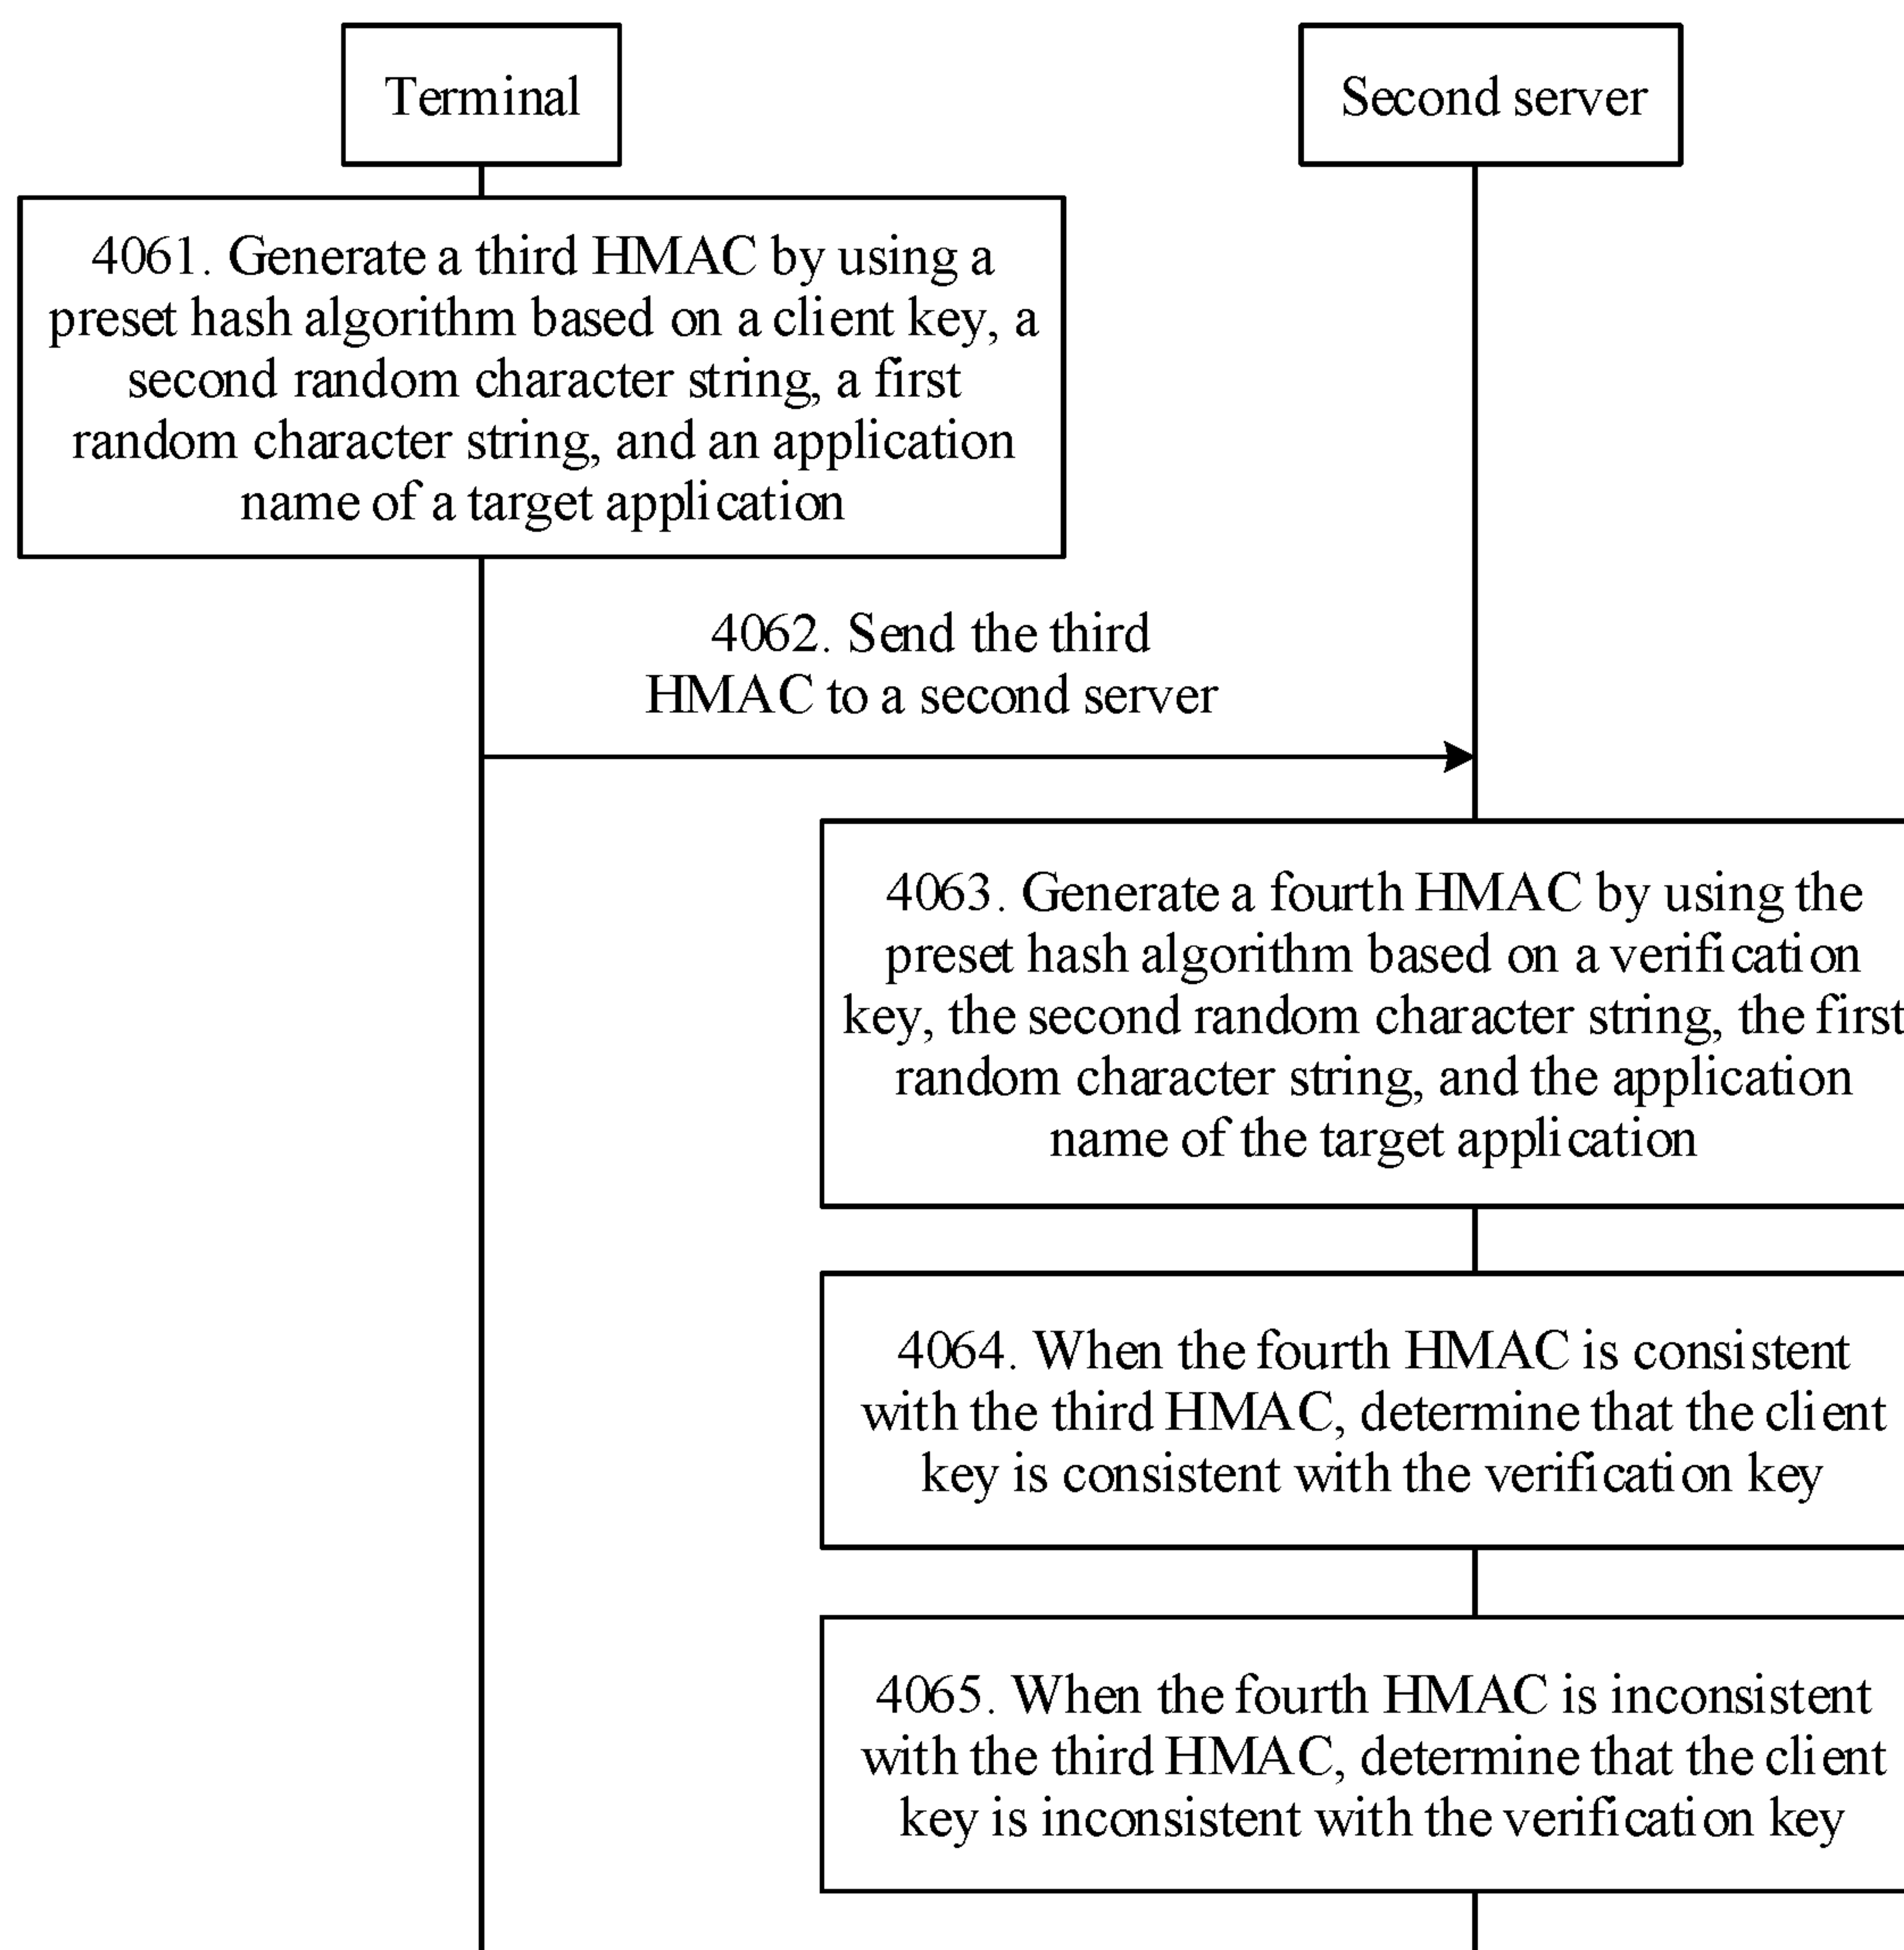 Terminal
Second server
4061. Generate a third HMAC by using a
preset hash algorithm based on a client key, a
second random character string, a first
random character string, and an application
name of a target application
4062. Send the third
HMAC to a second server
4063. Generate a fourth HMAC by using the
preset hash algorithm based on a verification
key, the second random character string, the first
random character string, and the application
name of the target application
4064. When the fourth HMAC is consistent
with the third HMAC, determine that the client
key is consistent with the verification key
4065. When the fourth HMAC is inconsistent
with the third HMAC, determine that the client
key is inconsistent with the verification key